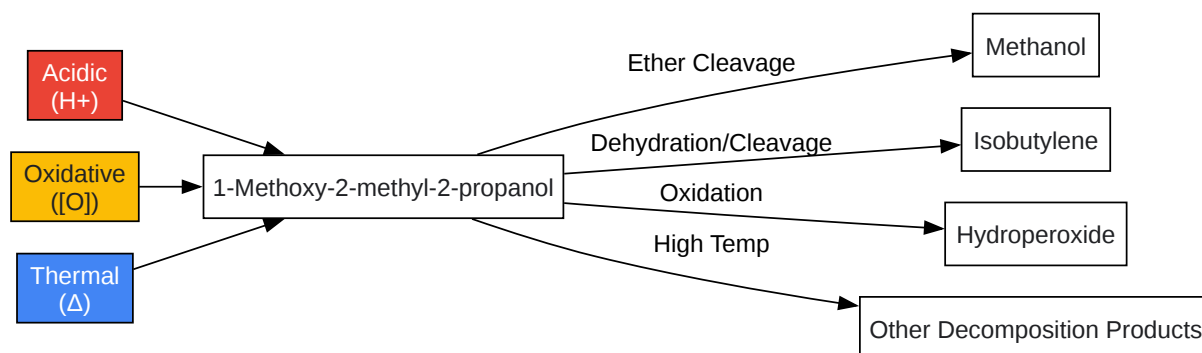 Acidic
(H+)
Oxidative
([O])
Thermal
(Δ)
1-Methoxy-2-methyl-2-propanol
Ether Cleavage
Dehydration/Cleavage
Oxidation
High Temp
Methanol
Isobutylene
Hydroperoxide
Other Decomposition Products